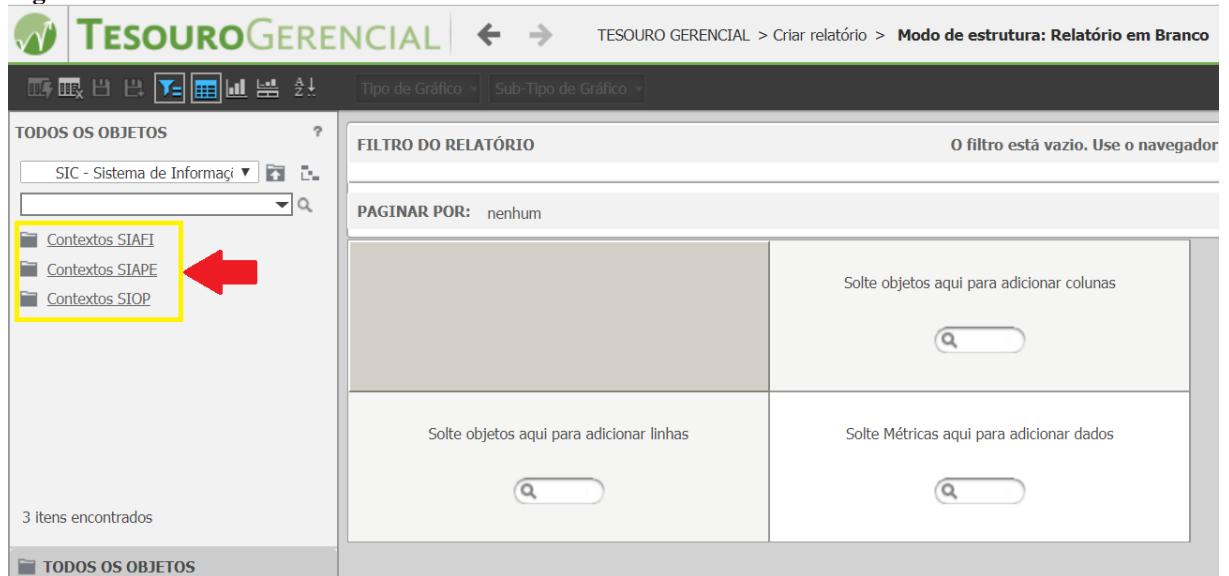 TESOUROGERENCIAL
TESOURO GERENCIAL > Criar relatório > Modo de estrutura: Relatório em Branco
Tipo de Gráfico Sub-Tipo de Gráfico
TODOS OS OBJETOS ?
SIC - Sistema de Informaç
Contextos SIAFI
Contextos SIAPE
Contextos SIOP
3 itens encontrados
TODOS OS OBJETOS
FILTRO DO RELATÓRIO O filtro está vazio. Use o navegador
PAGINAR POR: nenhum
Solte objetos aqui para adicionar colunas
Solte objetos aqui para adicionar linhas
Solte Métricas aqui para adicionar dados